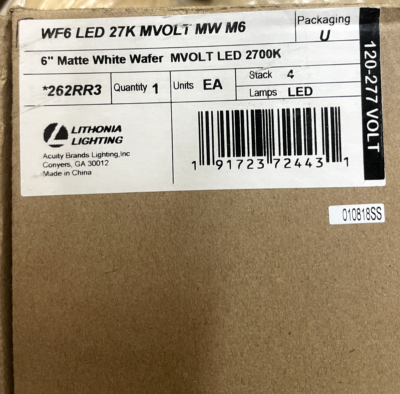 WF6 LED 27K MVOLT MW M6
Packaging
U
6" Matte White Wafer MVOLT LED 2700K
*262RR3
Quantity 1
Units EA
Stack 4
Lamps LED
120-277 VOLT
LITHONIA
LIGHTING
Acuity Brands Lighting,Inc
Conyers, GA 30012
Made in China
1 91723 72443 1
010818SS